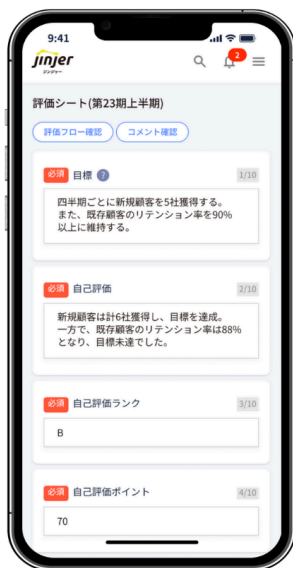 9:41
jinjer
ジンジャー
2
評価シート(第23期上半期)
評価フロー確認 コメント確認
必須 目標 ? 1/10
四半期ごとに新規顧客を5社獲得する。
また、既存顧客のリテンション率を90%
以上に維持する。
必須 自己評価 2/10
新規顧客は計6社獲得し、目標を達成。
一方で、既存顧客のリテンション率は88%
となり、目標未達でした。
必須 自己評価ランク 3/10
B
必須 自己評価ポイント 4/10
70